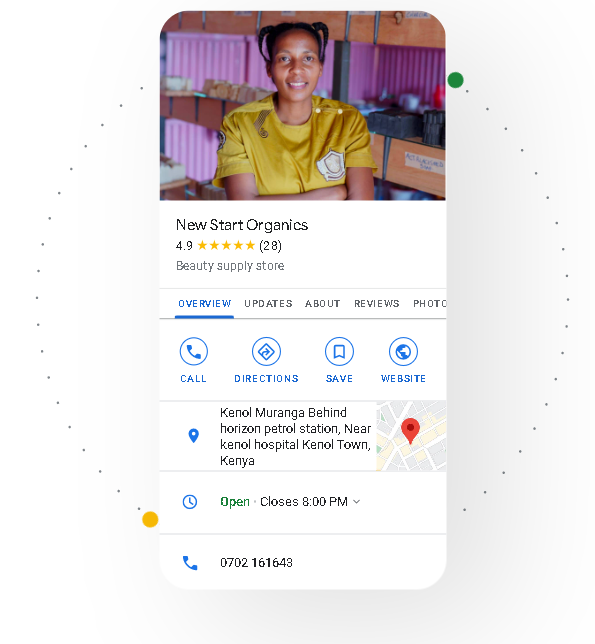 New Start Organics
4.9 ★★★★★ (28)
Beauty supply store
OVERVIEW UPDATES ABOUT REVIEWS PHOTO
CALL DIRECTIONS SAVE WEBSITE
Kenol Muranga Behind
horizon petrol station, Near
kenol hospital Kenol Town,
Kenya
Open · Closes 8:00 PM
0702 161643